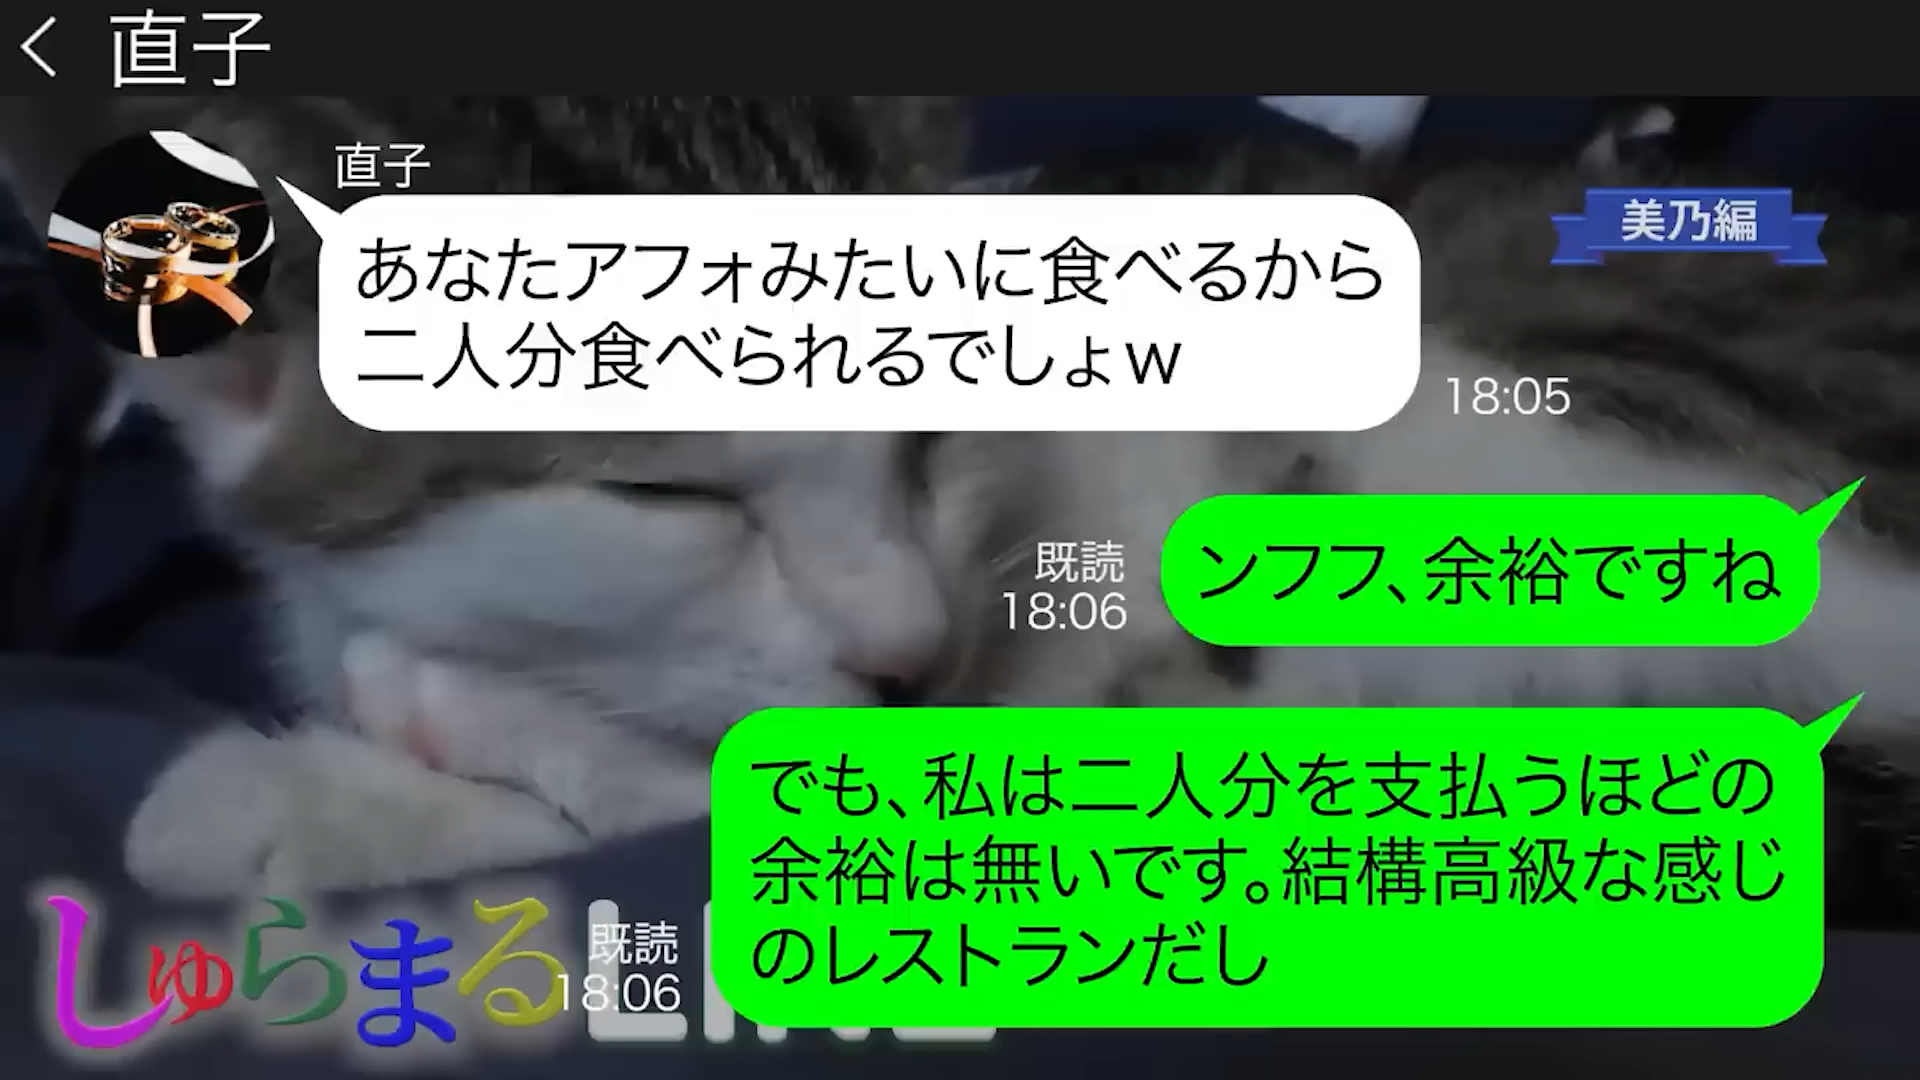 直子
直子
美乃編
あなたアフォみたいに食べるから
二人分食べられるでしょw
18:05
ンフフ、余裕ですね
既読
18:06
でも、私は二人分を支払うほどの
余裕は無いです。結構高級な感じ
のレストランだし
既読
18:06
しゅらまるLINE